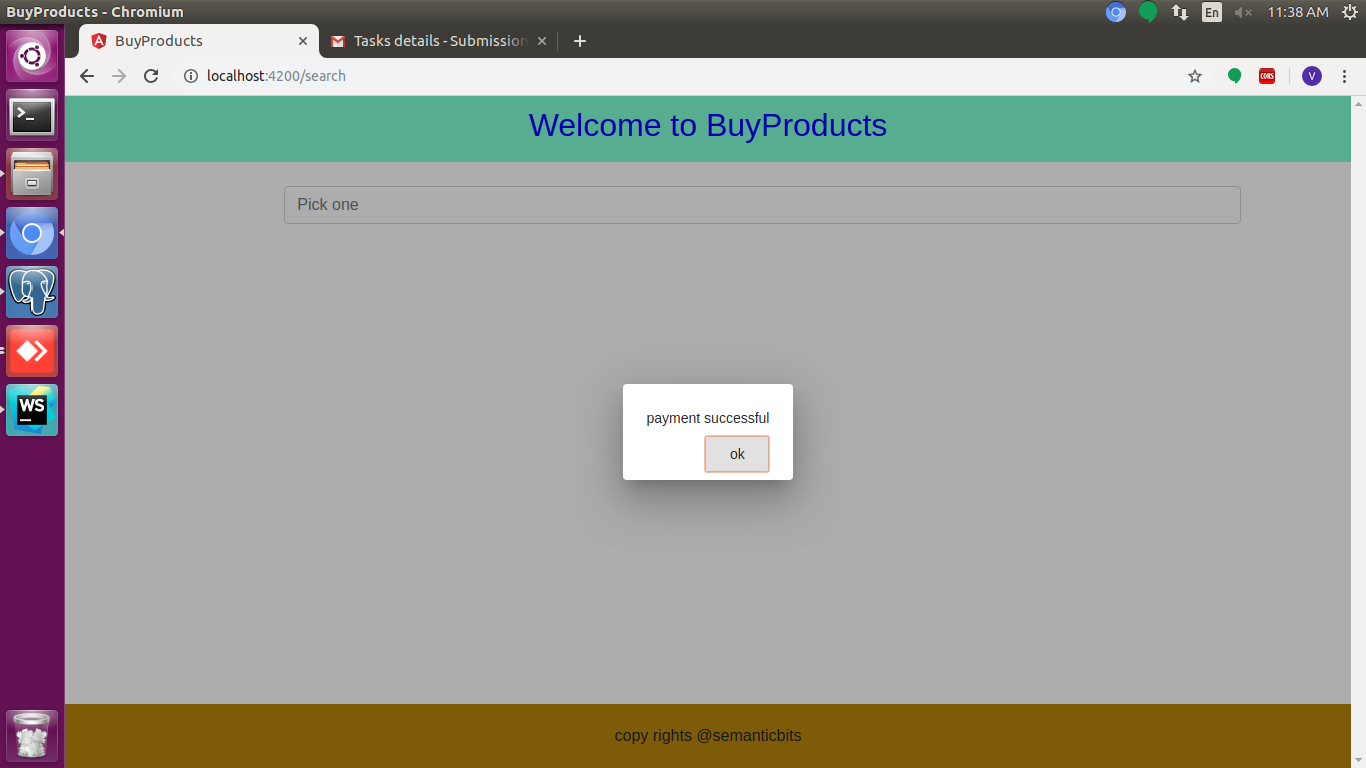 BuyProducts - Chromium
En
11:38 AM
BuyProducts
Tasks details - Submission
localhost:4200/search
CORS
V
Welcome to BuyProducts
Pick one
>_
WS
payment successful
ok
copy rights @semanticbits